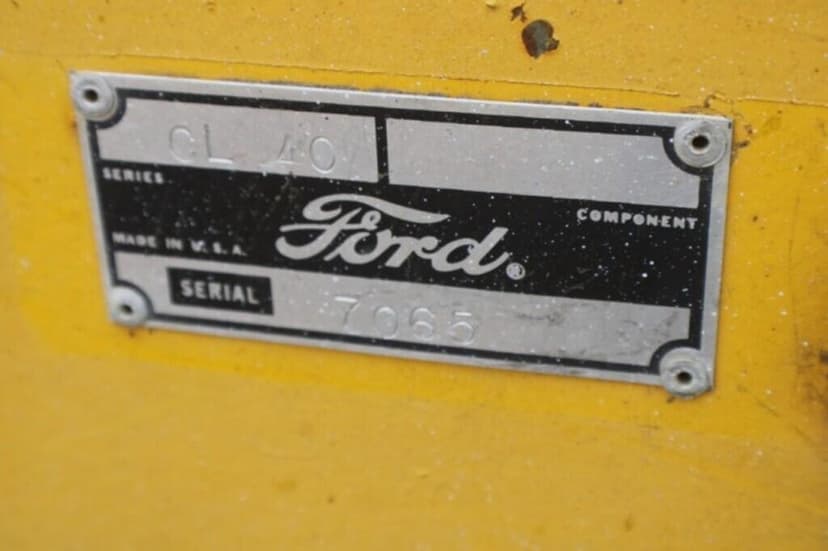 CL 40
SERIES
COMPONENT
Ford®
MADE IN U.S.A.
SERIAL 7065